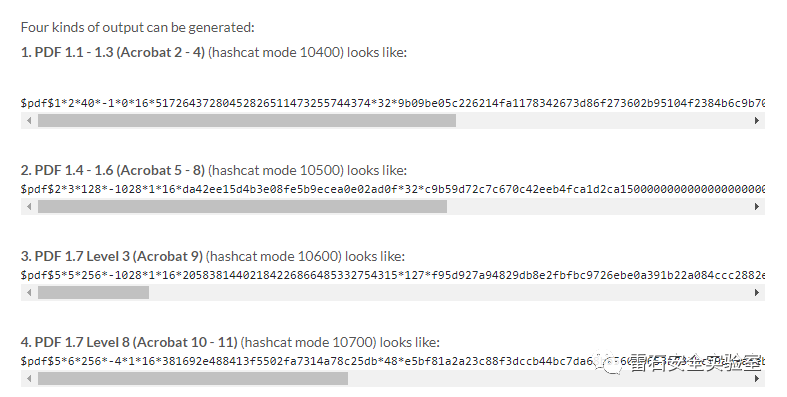 Four kinds of output can be generated:
1. PDF 1.1 - 1.3 (Acrobat 2 - 4) (hashcat mode 10400) looks like:
$pdf$1*2*40*-1*0*16*51726437280452826511473255744374*32*9b09be05c226214fa1178342673d86f273602b95104f2384b6c9b70
2. PDF 1.4 - 1.6 (Acrobat 5 - 8) (hashcat mode 10500) looks like:
$pdf$2*3*128*-1028*1*16*da42ee15d4b3e08fe5b9ecea0e02ad0f*32*c9b59d72c7c670c42eeb4fca1d2ca15000000000000000000000
3. PDF 1.7 Level 3 (Acrobat 9) (hashcat mode 10600) looks like:
$pdf$5*5*256*-1028*1*16*20583814402184226866485332754315*127*f95d927a94829db8e2fbfbc9726ebe0a391b22a084ccc2882e
4. PDF 1.7 Level 8 (Acrobat 10 - 11) (hashcat mode 10700) looks like:
$pdf$5*6*256*-4*1*16*381692e488413f5502fa7314a78c25db*48*e5bf81a2a23c88f3dccb44bc7da6
雷石安全实验室